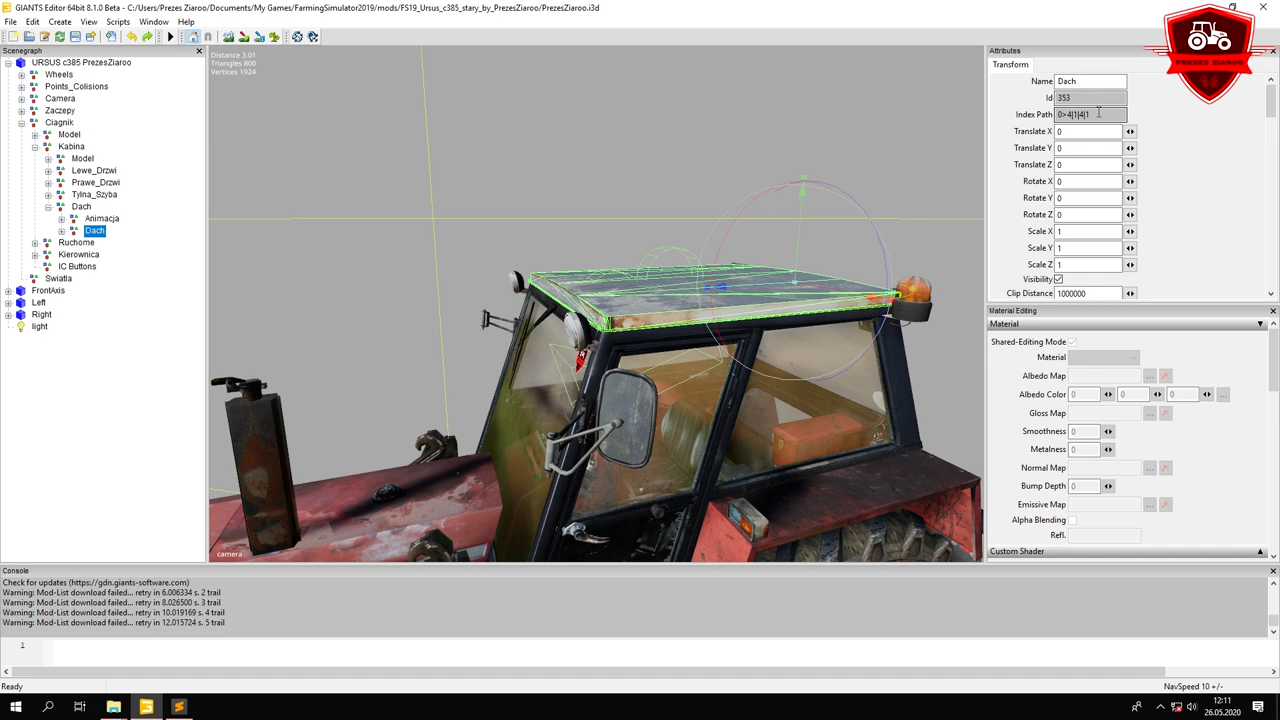 GIANTS Editor 64bit 8.1.0 Beta - C:/Users/Prezes Ziaroo/Documents/My Games/FarmingSimulator2019/mods/FS19_Ursus_c385_stary_by_PrezesZiaroo/PrezesZiaroo.i3d
File Edit Create View Scripts Window Help
Scenegraph
URSUS c385 PrezesZiaroo
Wheels
Points_Colisions
Camera
Zaczepy
Ciagnik
Model
Kabina
Model
Lewe_Drzwi
Prawe_Drzwi
Tylna_Szyba
Dach
Animacja
Dach
Ruchome
Kierownica
IC Buttons
Swiatla
FrontAxis
Left
Right
light
Distance 3.01
Triangles 800
Vertices 1924
camera
PREZES ZIAROO
Attributes
Transform
Name Dach
Id 353
Index Path 0>4|1|4|1
Translate X 0
Translate Y 0
Translate Z 0
Rotate X 0
Rotate Y 0
Rotate Z 0
Scale X 1
Scale Y 1
Scale Z 1
Visibility
Clip Distance 1000000
Material Editing
Material
Shared-Editing Mode
Material
Albedo Map ...
Albedo Color 0 0 0 ...
Gloss Map ...
Smoothness 0
Metalness 0
Normal Map ...
Bump Depth 0
Emissive Map ...
Alpha Blending
Refl.
Custom Shader
Console
Check for updates (https://gdn.giants-software.com)
Warning: Mod-List download failed... retry in 6.006334 s. 2 trail
Warning: Mod-List download failed... retry in 8.026500 s. 3 trail
Warning: Mod-List download failed... retry in 10.019169 s. 4 trail
Warning: Mod-List download failed... retry in 12.015724 s. 5 trail
1
Ready
NavSpeed 10 +/-
12:11
26.05.2020